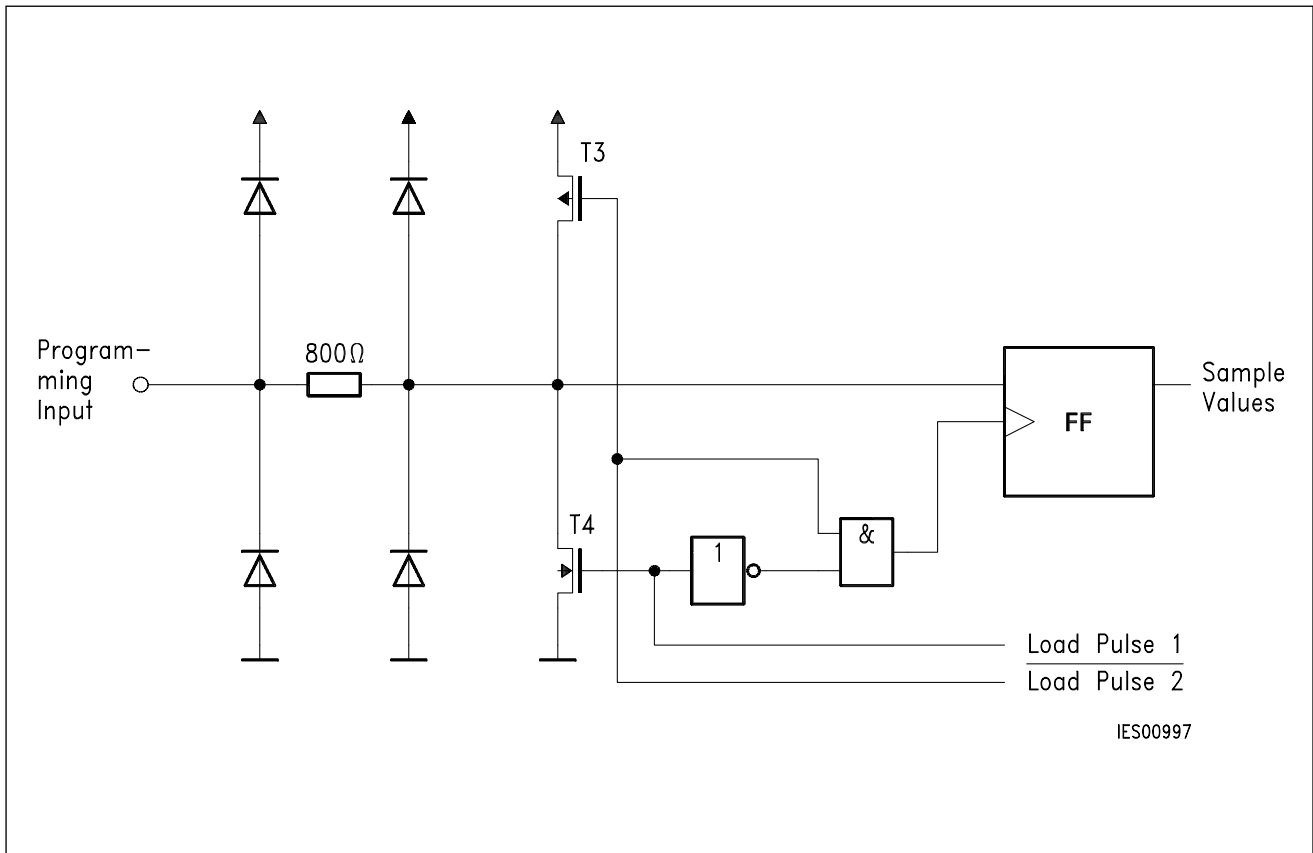 T3
Program-
ming
Input
800Ω
Sample
Values
FF
T4
1
&
Load Pulse 1
Load Pulse 2
IES00997